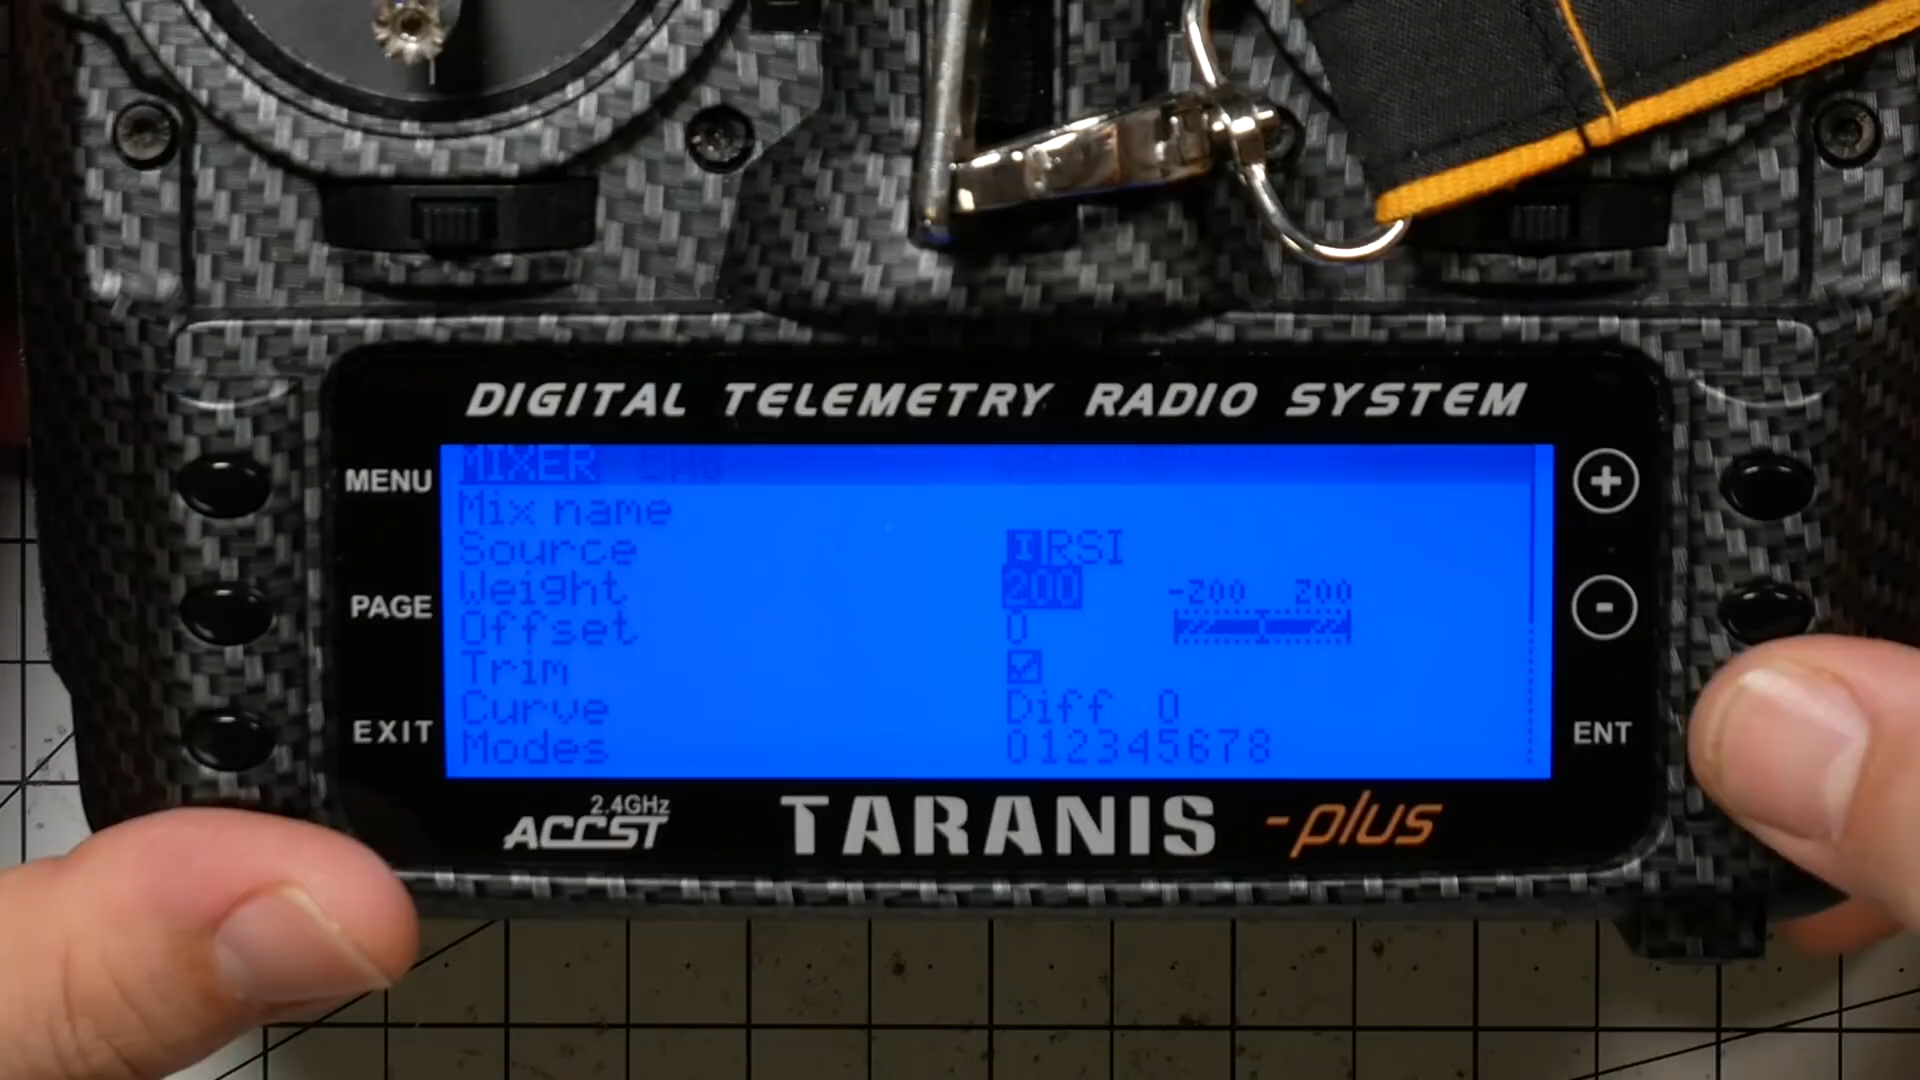 DIGITAL TELEMETRY RADIO SYSTEM
MENU
PAGE
EXIT
MIXER
Mix name
Source IRSI
Weight 200 -200 200
Offset 0
Trim
Curve Diff 0
Modes 012345678
+
-
ENT
2.4GHz
ACCST
TARANIS -plus